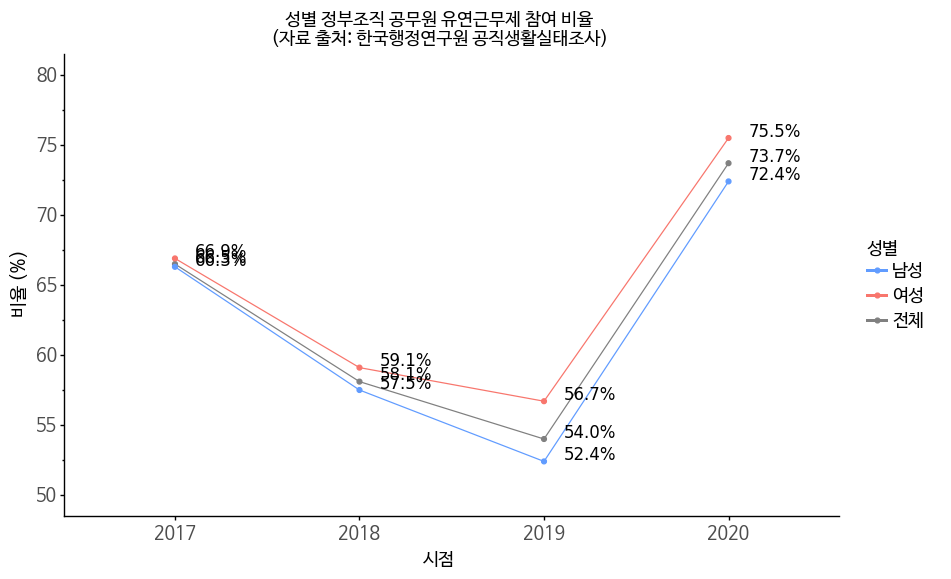 성별 정부조직 공무원 유연근무제 참여 비율
(자료 출처: 한국행정연구원 공직생활실태조사)
80
75
70
65
60
55
50
비율 (%)
66.9%
66.5%
66.3%
59.1%
58.1%
57.5%
56.7%
54.0%
52.4%
75.5%
73.7%
72.4%
2017
2018
2019
2020
시점
성별
남성
여성
전체